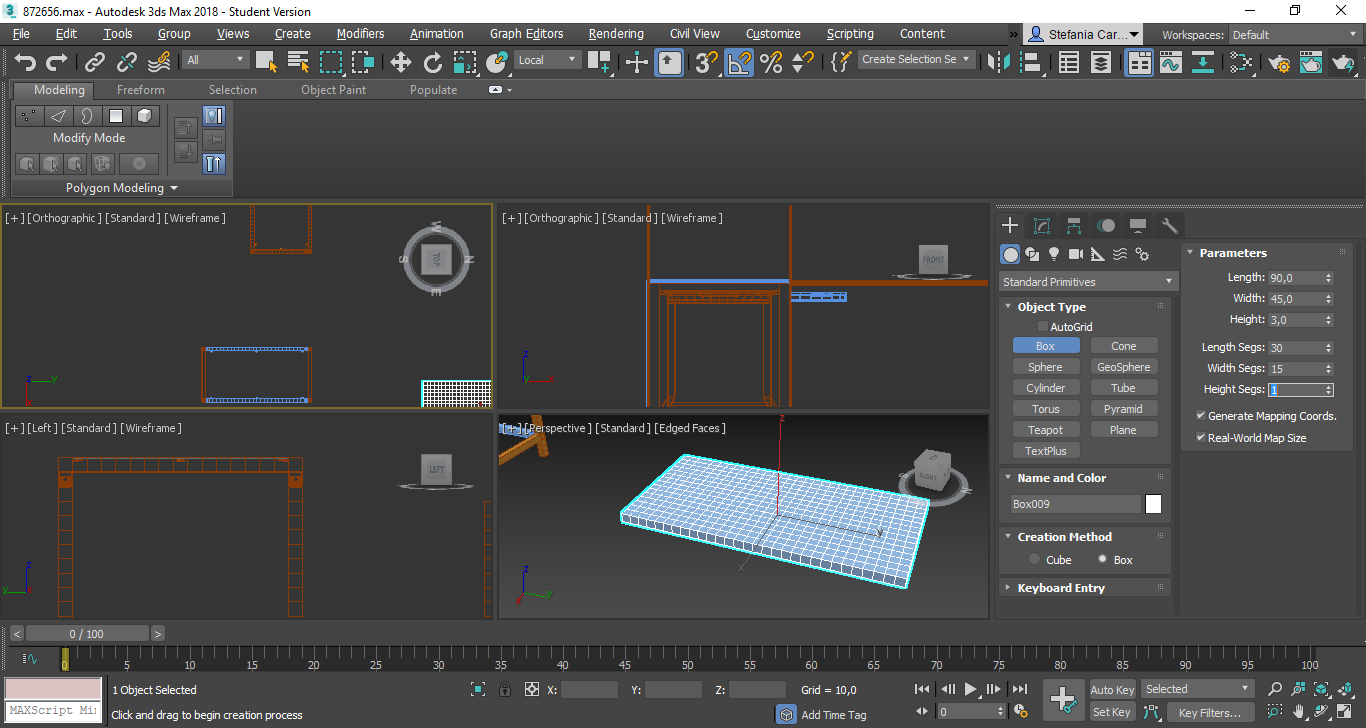 872656.max - Autodesk 3ds Max 2018 - Student Version
File Edit Tools Group Views Create Modifiers Animation Graph Editors Rendering Civil View Customize Scripting Content » Stefania Car... Workspaces: Default
All Local Create Selection Se
Modeling Freeform Selection Object Paint Populate
Modify Mode
Polygon Modeling
[+] [Orthographic] [Standard] [Wireframe]
[+] [Orthographic] [Standard] [Wireframe]
W
S TOP N
E
FRONT
z
y
z
y x
Standard Primitives
Object Type
AutoGrid
Box Cone
Sphere GeoSphere
Cylinder Tube
Torus Pyramid
Teapot Plane
TextPlus
Name and Color
Box009
Creation Method
Cube Box
Keyboard Entry
Parameters
Length: 90,0
Width: 45,0
Height: 3,0
Length Segs: 30
Width Segs: 15
Height Segs: 1
Generate Mapping Coords.
Real-World Map Size
[+] [Left] [Standard] [Wireframe]
[+] [Perspective] [Standard] [Edged Faces]
LEFT
RIGHT
z
y
z
x y
z
x
y
< 0 / 100 >
0 5 10 15 20 25 30 35 40 45 50 55 60 65 70 75 80 85 90 95 100
1 Object Selected X: Y: Z: Grid = 10,0 Auto Key Selected
MAXScript Mi
Click and drag to begin creation process Add Time Tag 0 Set Key Key Filters...